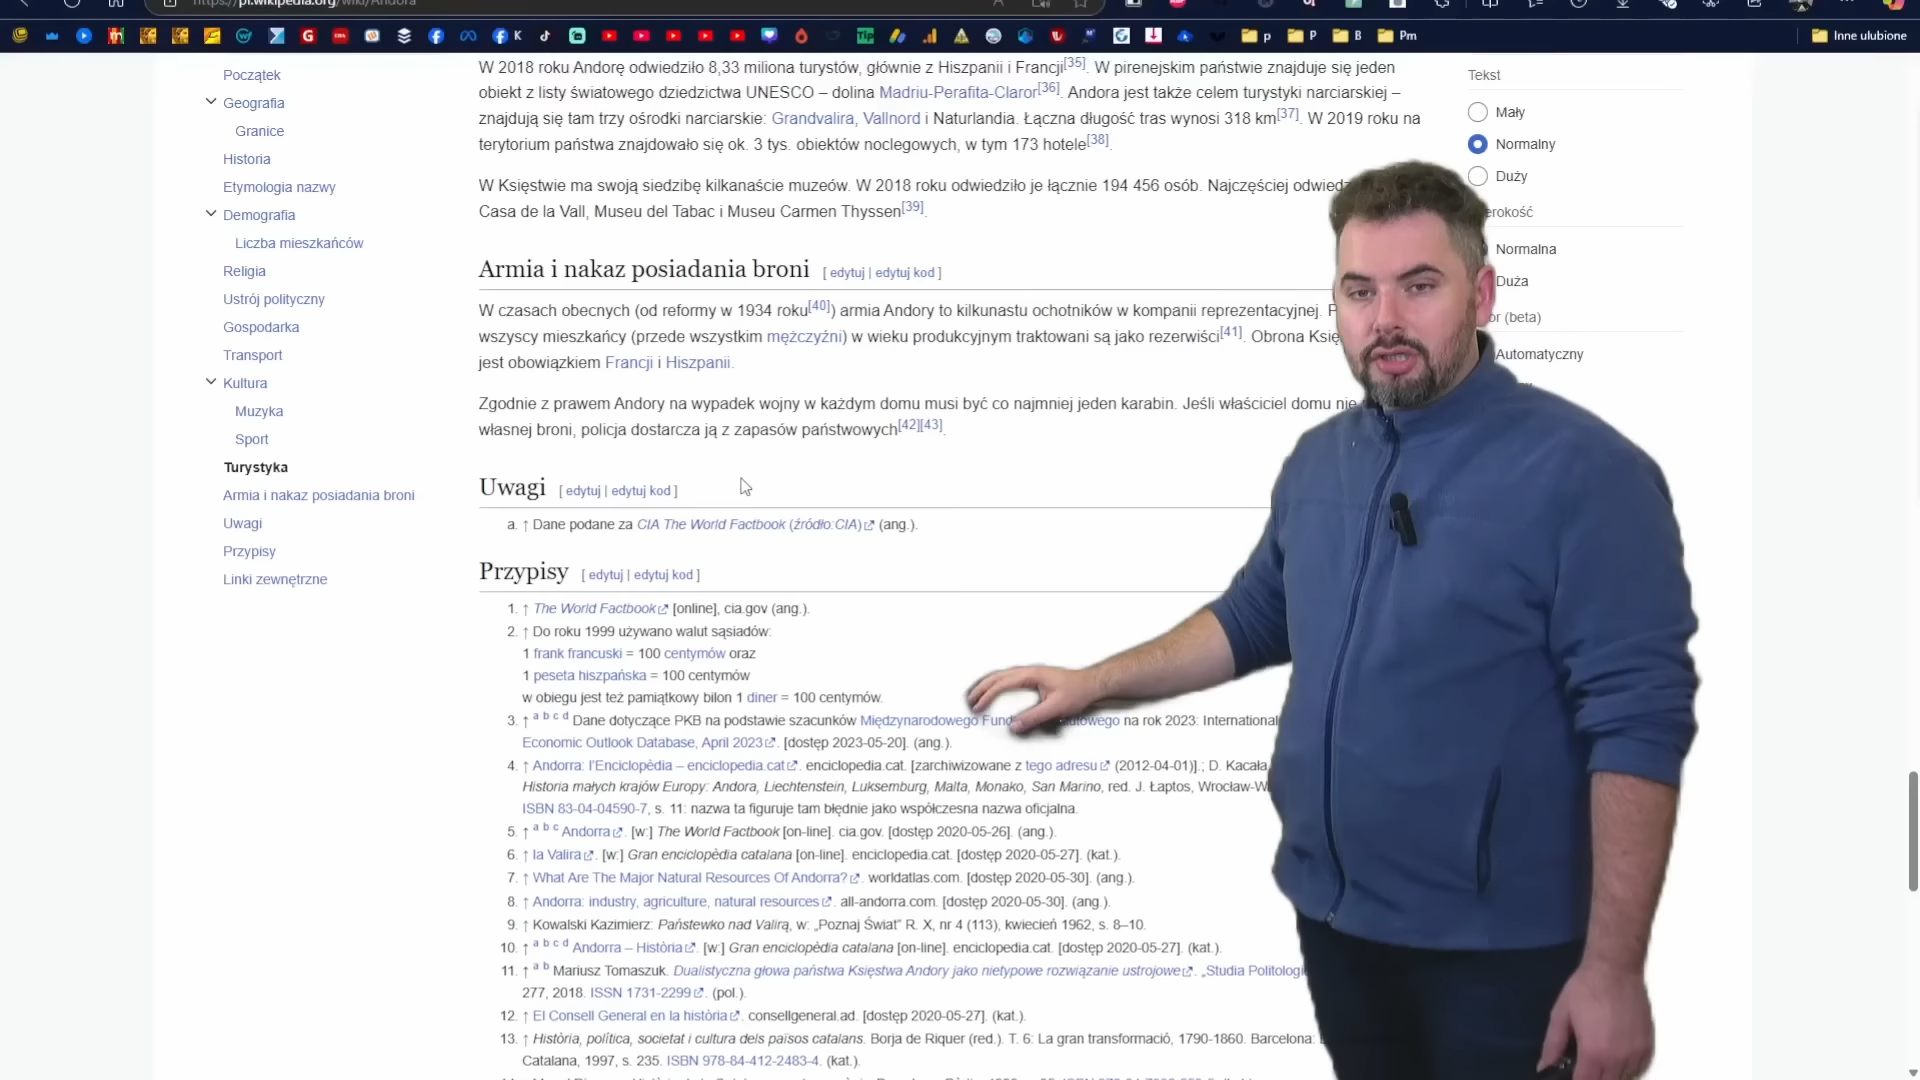 https://pl.wikipedia.org/wiki/Andora
K
Tip
p
P
B
Pm
Inne ulubione
Początek
Geografia
Granice
Historia
Etymologia nazwy
Demografia
Liczba mieszkańców
Religia
Ustrój polityczny
Gospodarka
Transport
Kultura
Muzyka
Sport
Turystyka
Armia i nakaz posiadania broni
Uwagi
Przypisy
Linki zewnętrzne
W 2018 roku Andorę odwiedziło 8,33 miliona turystów, głównie z Hiszpanii i Francji[35]. W pirenejskim państwie znajduje się jeden
obiekt z listy światowego dziedzictwa UNESCO – dolina Madriu-Perafita-Claror[36]. Andora jest także celem turystyki narciarskiej –
znajdują się tam trzy ośrodki narciarskie: Grandvalira, Vallnord i Naturlandia. Łączna długość tras wynosi 318 km[37]. W 2019 roku na
terytorium państwa znajdowało się ok. 3 tys. obiektów noclegowych, w tym 173 hotele[38].
W Księstwie ma swoją siedzibę kilkanaście muzeów. W 2018 roku odwiedziło je łącznie 194 456 osób. Najczęściej odwied
Casa de la Vall, Museu del Tabac i Museu Carmen Thyssen[39].
Armia i nakaz posiadania broni [ edytuj | edytuj kod ]
W czasach obecnych (od reformy w 1934 roku[40]) armia Andory to kilkunastu ochotników w kompanii reprezentacyjnej. P
wszyscy mieszkańcy (przede wszystkim mężczyźni) w wieku produkcyjnym traktowani są jako rezerwiści[41]. Obrona Księ
jest obowiązkiem Francji i Hiszpanii.
Zgodnie z prawem Andory na wypadek wojny w każdym domu musi być co najmniej jeden karabin. Jeśli właściciel domu nie
własnej broni, policja dostarcza ją z zapasów państwowych[42][43].
Uwagi [ edytuj | edytuj kod ]
a. ↑ Dane podane za CIA The World Factbook (źródło:CIA) (ang.).
Przypisy [ edytuj | edytuj kod ]
1. ↑ The World Factbook [online], cia.gov (ang.).
2. ↑ Do roku 1999 używano walut sąsiadów:
1 frank francuski = 100 centymów oraz
1 peseta hiszpańska = 100 centymów
w obiegu jest też pamiątkowy bilon 1 diner = 100 centymów.
3. ↑ a b c d Dane dotyczące PKB na podstawie szacunków Międzynarodowego Fund utowego na rok 2023: International
Economic Outlook Database, April 2023. [dostęp 2023-05-20]. (ang.).
4. ↑ Andorra: l'Enciclopèdia – enciclopedia.cat. enciclopedia.cat. [zarchiwizowane z tego adresu (2012-04-01)].; D. Kacała,
Historia małych krajów Europy: Andora, Liechtenstein, Luksemburg, Malta, Monako, San Marino, red. J. Łaptos, Wrocław-W
ISBN 83-04-04590-7, s. 11: nazwa ta figuruje tam błędnie jako współczesna nazwa oficjalna.
5. ↑ a b c Andorra. [w:] The World Factbook [on-line]. cia.gov. [dostęp 2020-05-26]. (ang.).
6. ↑ la Valira. [w:] Gran enciclopèdia catalana [on-line]. enciclopedia.cat. [dostęp 2020-05-27]. (kat.).
7. ↑ What Are The Major Natural Resources Of Andorra?. worldatlas.com. [dostęp 2020-05-30]. (ang.).
8. ↑ Andorra: industry, agriculture, natural resources. all-andorra.com. [dostęp 2020-05-30]. (ang.).
9. ↑ Kowalski Kazimierz: Państewko nad Valirą, w: „Poznaj Świat” R. X, nr 4 (113), kwiecień 1962, s. 8–10.
10. ↑ a b c d Andorra – Història. [w:] Gran enciclopèdia catalana [on-line]. enciclopedia.cat. [dostęp 2020-05-27]. (kat.).
11. ↑ a b Mariusz Tomaszuk. Dualistyczna głowa państwa Księstwa Andory jako nietypowe rozwiązanie ustrojowe. „Studia Politologi
277, 2018. ISSN 1731-2299. (pol.).
12. ↑ El Consell General en la història. consellgeneral.ad. [dostęp 2020-05-27]. (kat.).
13. ↑ Història, política, societat i cultura dels països catalans. Borja de Riquer (red.). T. 6: La gran transformació, 1790-1860. Barcelona:
Catalana, 1997, s. 235. ISBN 978-84-412-2483-4. (kat.).
Tekst
Mały
Normalny
Duży
erokość
Normalna
Duża
or (beta)
Automatyczny